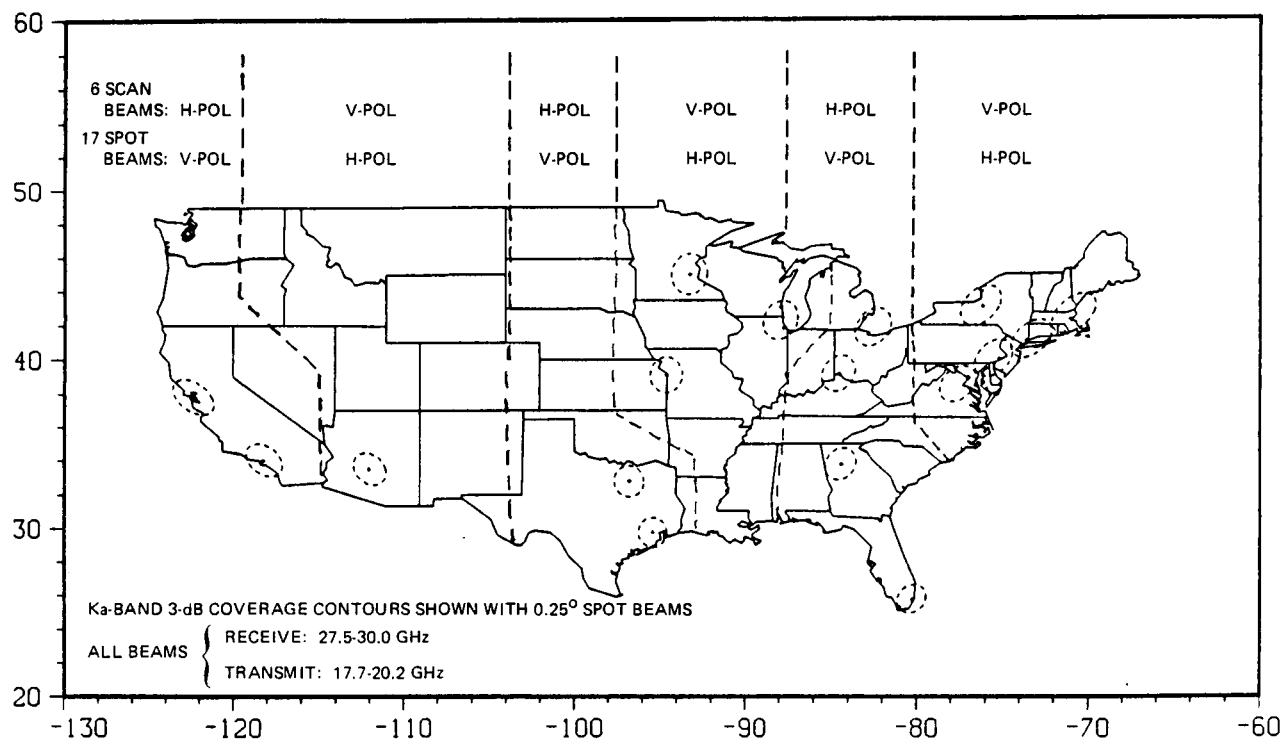 60
6 SCAN
BEAMS: H-POL V-POL H-POL V-POL H-POL V-POL
17 SPOT
BEAMS: V-POL H-POL V-POL H-POL V-POL H-POL
50
40
30
Ka-BAND 3-dB COVERAGE CONTOURS SHOWN WITH 0.25° SPOT BEAMS
ALL BEAMS
RECEIVE: 27.5-30.0 GHz
TRANSMIT: 17.7-20.2 GHz
20
-130 -120 -110 -100 -90 -80 -70 -60